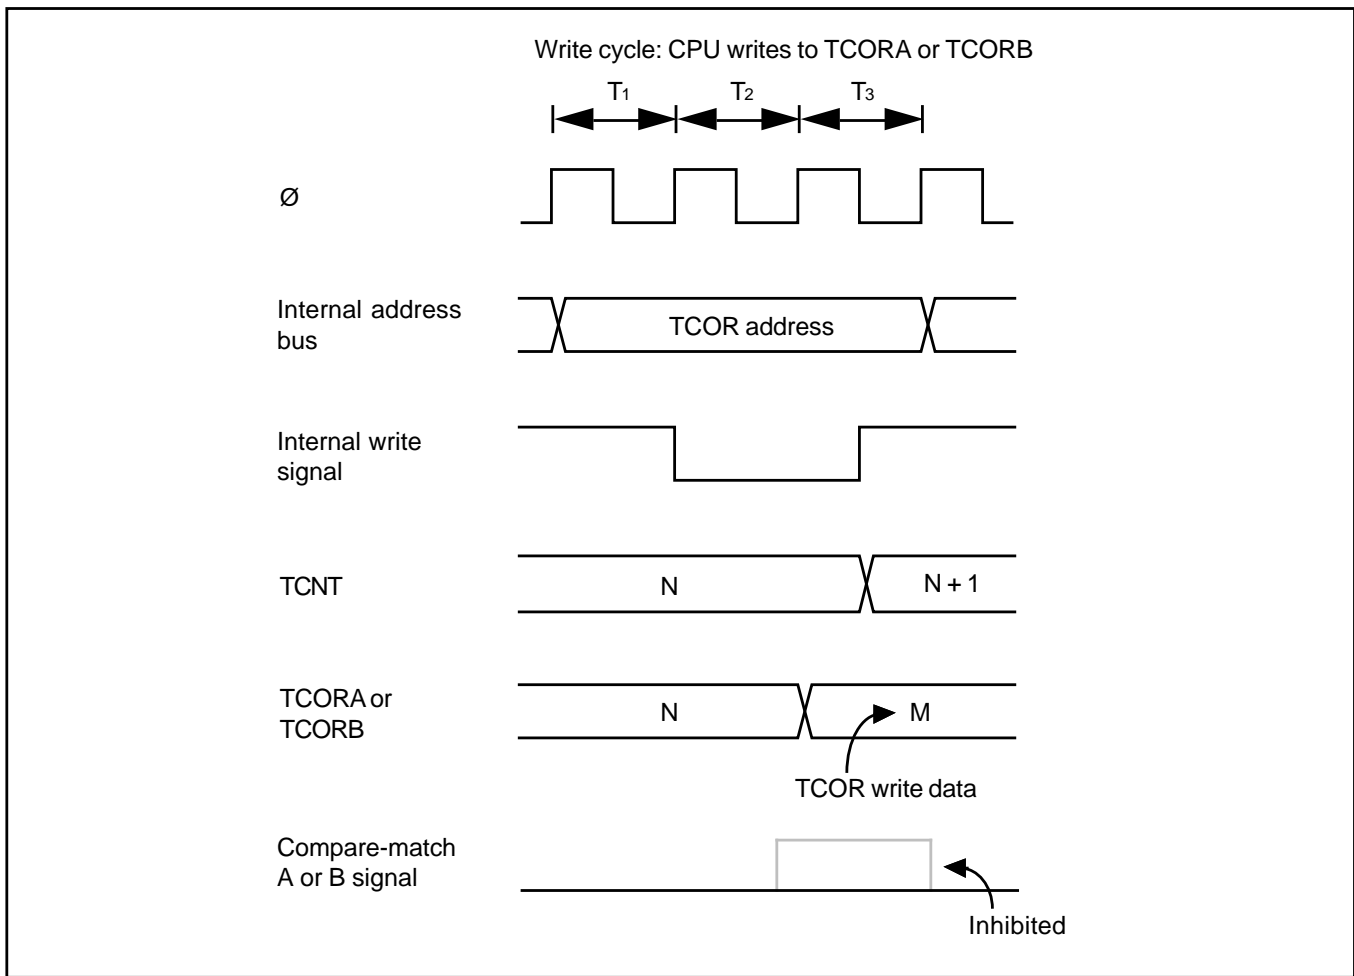 Write cycle: CPU writes to TCORA or TCORB
T1 T2 T3
Ø
Internal address
bus
TCOR address
Internal write
signal
TCNT
N
N + 1
TCORA or
TCORB
N
M
TCOR write data
Compare-match
A or B signal
Inhibited